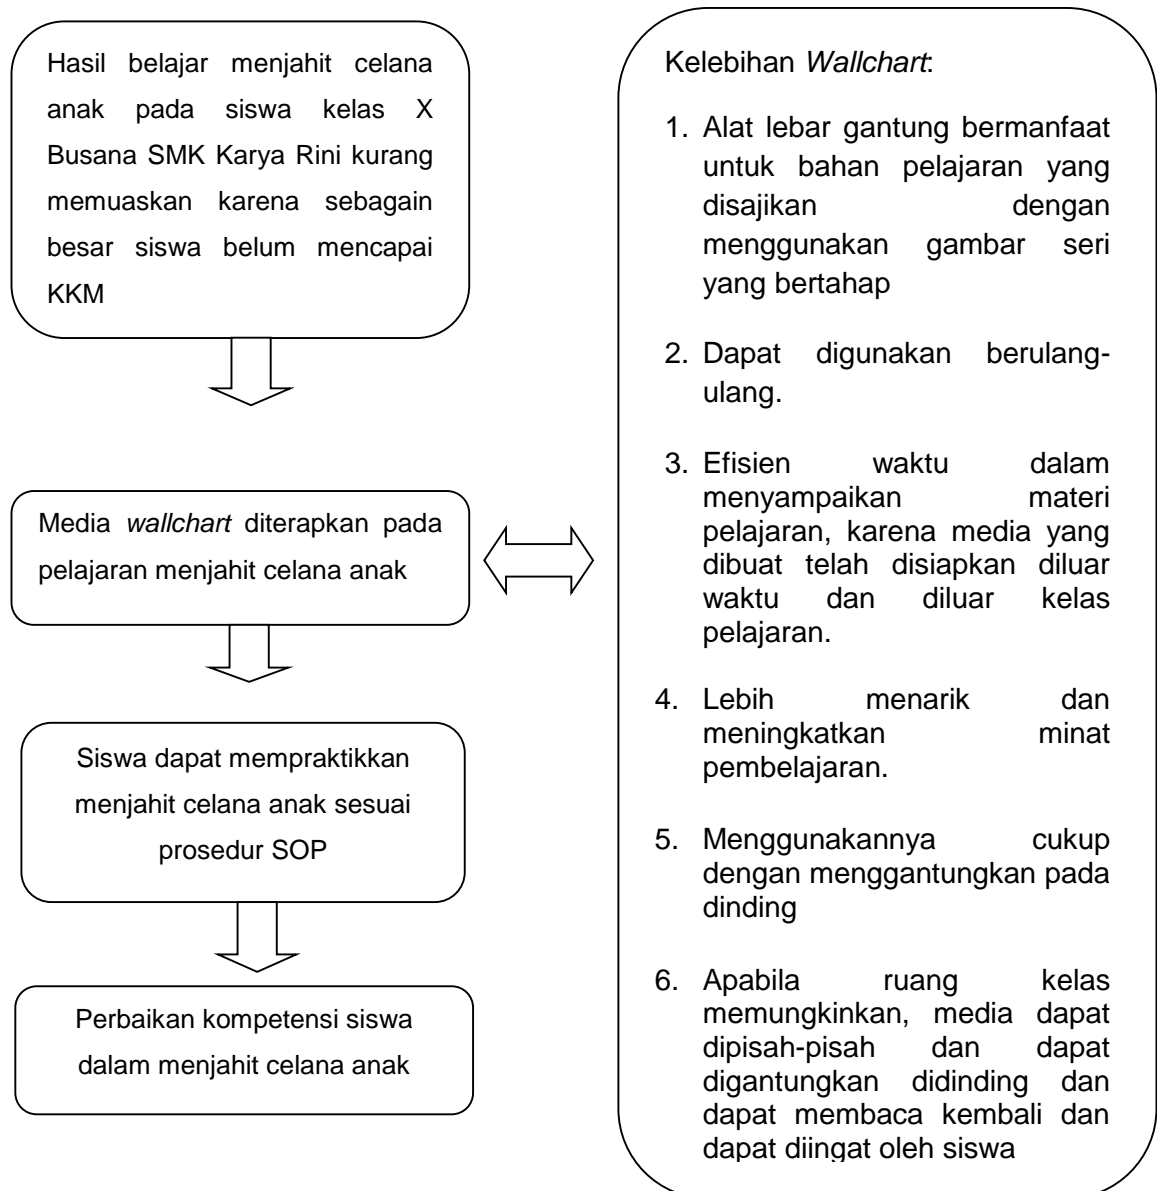 Hasil belajar menjahit celana
anak pada siswa kelas X
Busana SMK Karya Rini kurang
memuaskan karena sebagain
besar siswa belum mencapai
KKM
Media wallchart diterapkan pada
pelajaran menjahit celana anak
Siswa dapat mempraktikkan
menjahit celana anak sesuai
prosedur SOP
Perbaikan kompetensi siswa
dalam menjahit celana anak
Kelebihan Wallchart:
1. Alat lebar gantung bermanfaat
untuk bahan pelajaran yang
disajikan dengan
menggunakan gambar seri
yang bertahap
2. Dapat digunakan berulang-
ulang.
3. Efisien waktu dalam
menyampaikan materi
pelajaran, karena media yang
dibuat telah disiapkan diluar
waktu dan diluar kelas
pelajaran.
4. Lebih menarik dan
meningkatkan minat
pembelajaran.
5. Menggunakannya cukup
dengan menggantungkan pada
dinding
6. Apabila ruang kelas
memungkinkan, media dapat
dipisah-pisah dan dapat
digantungkan didinding dan
dapat membaca kembali dan
dapat diingat oleh siswa